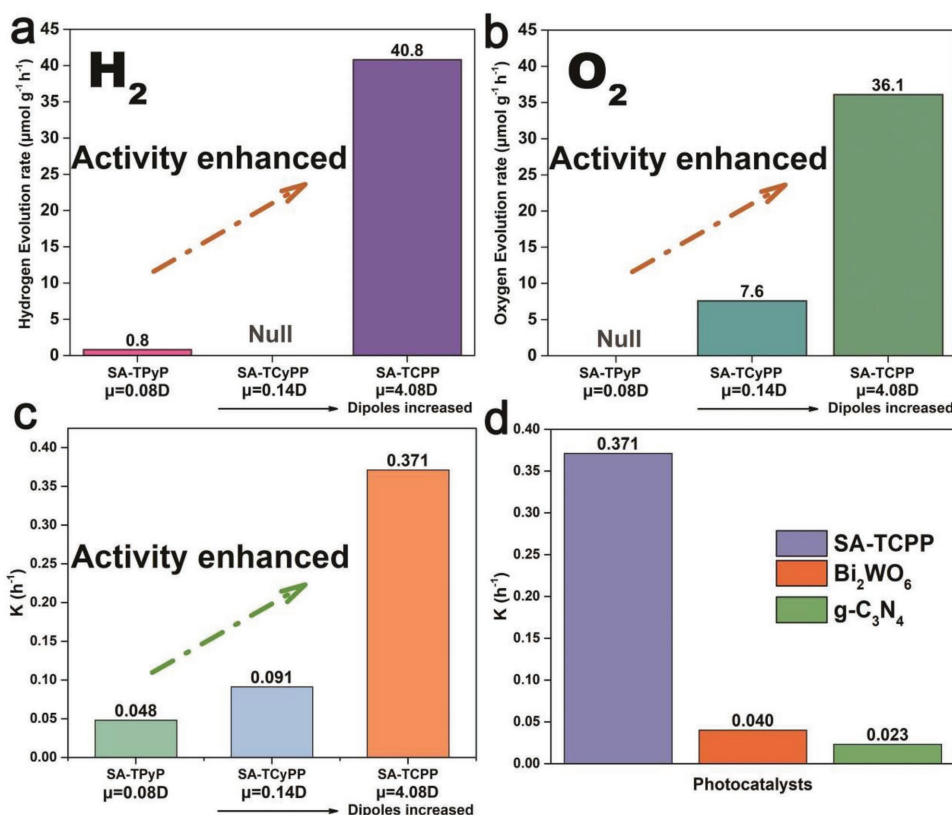 a
H2
Hydrogen Evolution rate (μmol g⁻¹ h⁻¹)
45
40
35
30
25
20
15
10
5
0
40.8
Activity enhanced
0.8
Null
SA-TPyP
SA-TCyPP
SA-TCPP
μ=0.08D
μ=0.14D
μ=4.08D
Dipoles increased
b
O2
Oxygen Evolution rate (μmol g⁻¹ h⁻¹)
45
40
35
30
25
20
15
10
5
0
36.1
Activity enhanced
7.6
Null
SA-TPyP
SA-TCyPP
SA-TCPP
μ=0.08D
μ=0.14D
μ=4.08D
Dipoles increased
c
K (h⁻¹)
0.40
0.35
0.30
0.25
0.20
0.15
0.10
0.05
0.00
0.371
Activity enhanced
0.091
0.048
SA-TPyP
SA-TCyPP
SA-TCPP
μ=0.08D
μ=0.14D
μ=4.08D
Dipoles increased
d
K (h⁻¹)
0.40
0.35
0.30
0.25
0.20
0.15
0.10
0.05
0.00
0.371
SA-TCPP
Bi2WO6
g-C3N4
0.040
0.023
Photocatalysts